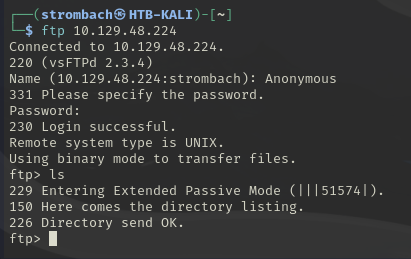 ┌──(strombach㉿HTB-KALI)-[~]
└─$ ftp 10.129.48.224
Connected to 10.129.48.224.
220 (vsFTPd 2.3.4)
Name (10.129.48.224:strombach): Anonymous
331 Please specify the password.
Password:
230 Login successful.
Remote system type is UNIX.
Using binary mode to transfer files.
ftp> ls
229 Entering Extended Passive Mode (|||51574|).
150 Here comes the directory listing.
226 Directory send OK.
ftp>